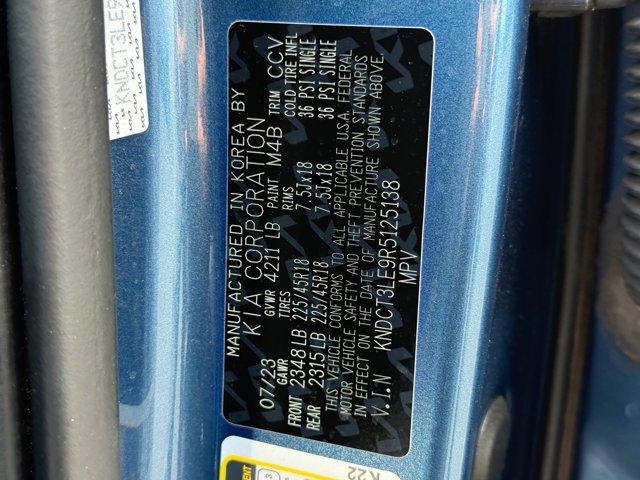 MANUFACTURED IN KOREA BY
KIA CORPORATION
07/23 GVWR 4211 LB PAINT M4B TRIM CCV
GAWR TIRES RIMS COLD TIRE INFL
FRONT 2348 LB 225/45R18 7.5Jx18 36 PSI SINGLE
REAR 2315 LB 225/45R18 7.5Jx18 36 PSI SINGLE
THIS VEHICLE CONFORMS TO ALL APPLICABLE U.S.A. FEDERAL
MOTOR VEHICLE SAFETY AND THEFT PREVENTION STANDARDS
IN EFFECT ON THE DATE OF MANUFACTURE SHOWN ABOVE.
V.I.N KNDCT3LE9R5125138
MPV
KNDCT3LE9
K22